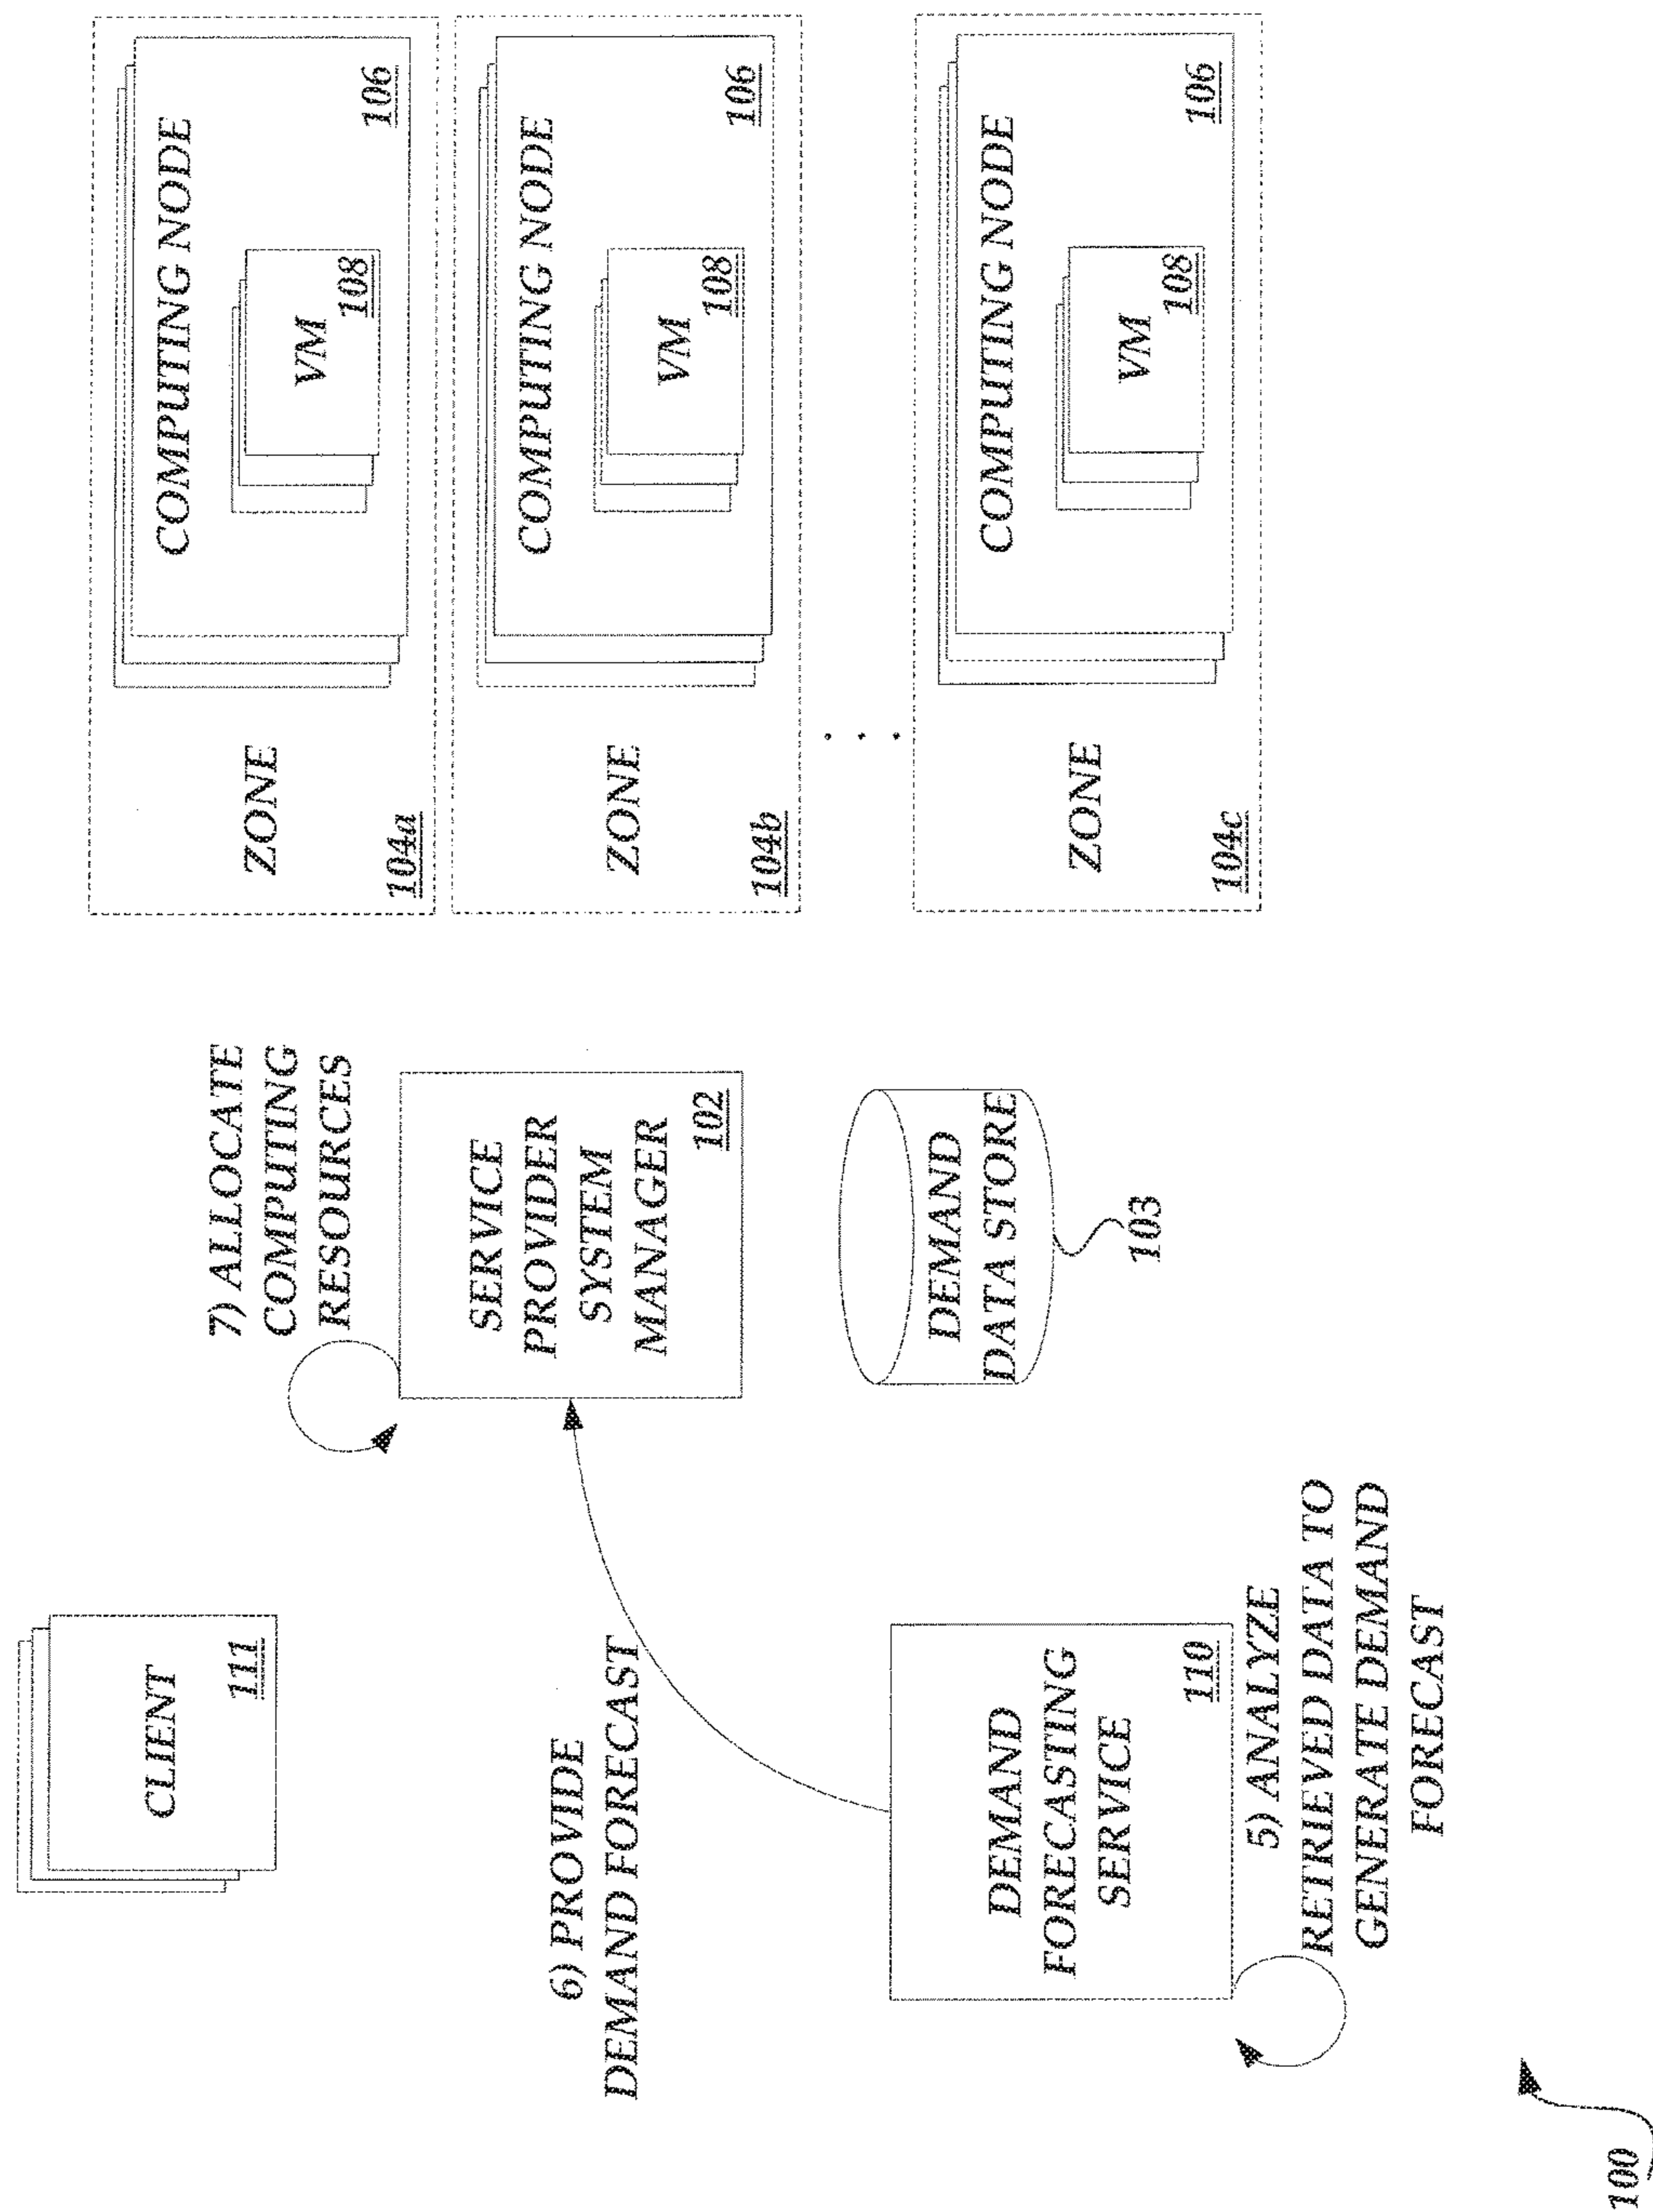 CLIENT
111
7) ALLOCATE
COMPUTING
RESOURCES
6) PROVIDE
DEMAND FORECAST
SERVICE
PROVIDER
SYSTEM
MANAGER
102
DEMAND
FORECASTING
SERVICE
110
5) ANALYZE
RETRIEVED DATA TO
GENERATE DEMAND
FORECAST
DEMAND
DATA STORE
103
ZONE
104a
COMPUTING NODE
106
VM
108
ZONE
104b
COMPUTING NODE
106
VM
108
. . .
ZONE
104c
COMPUTING NODE
106
VM
108
100